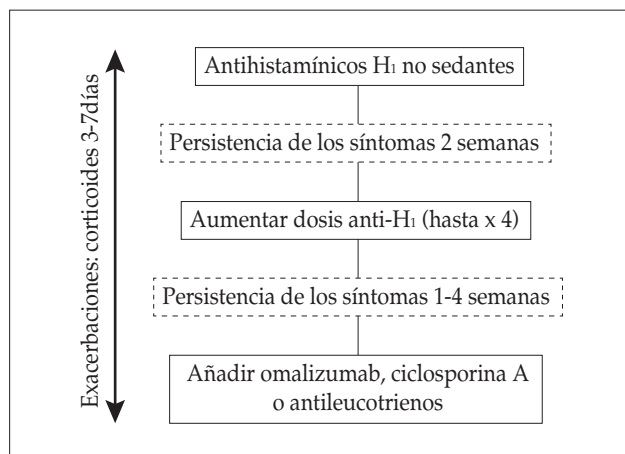 Exacerbaciones: corticoides 3-7días
Antihistamínicos H1 no sedantes
Persistencia de los síntomas 2 semanas
Aumentar dosis anti-H1 (hasta x 4)
Persistencia de los síntomas 1-4 semanas
Añadir omalizumab, ciclosporina A
o antileucotrienos